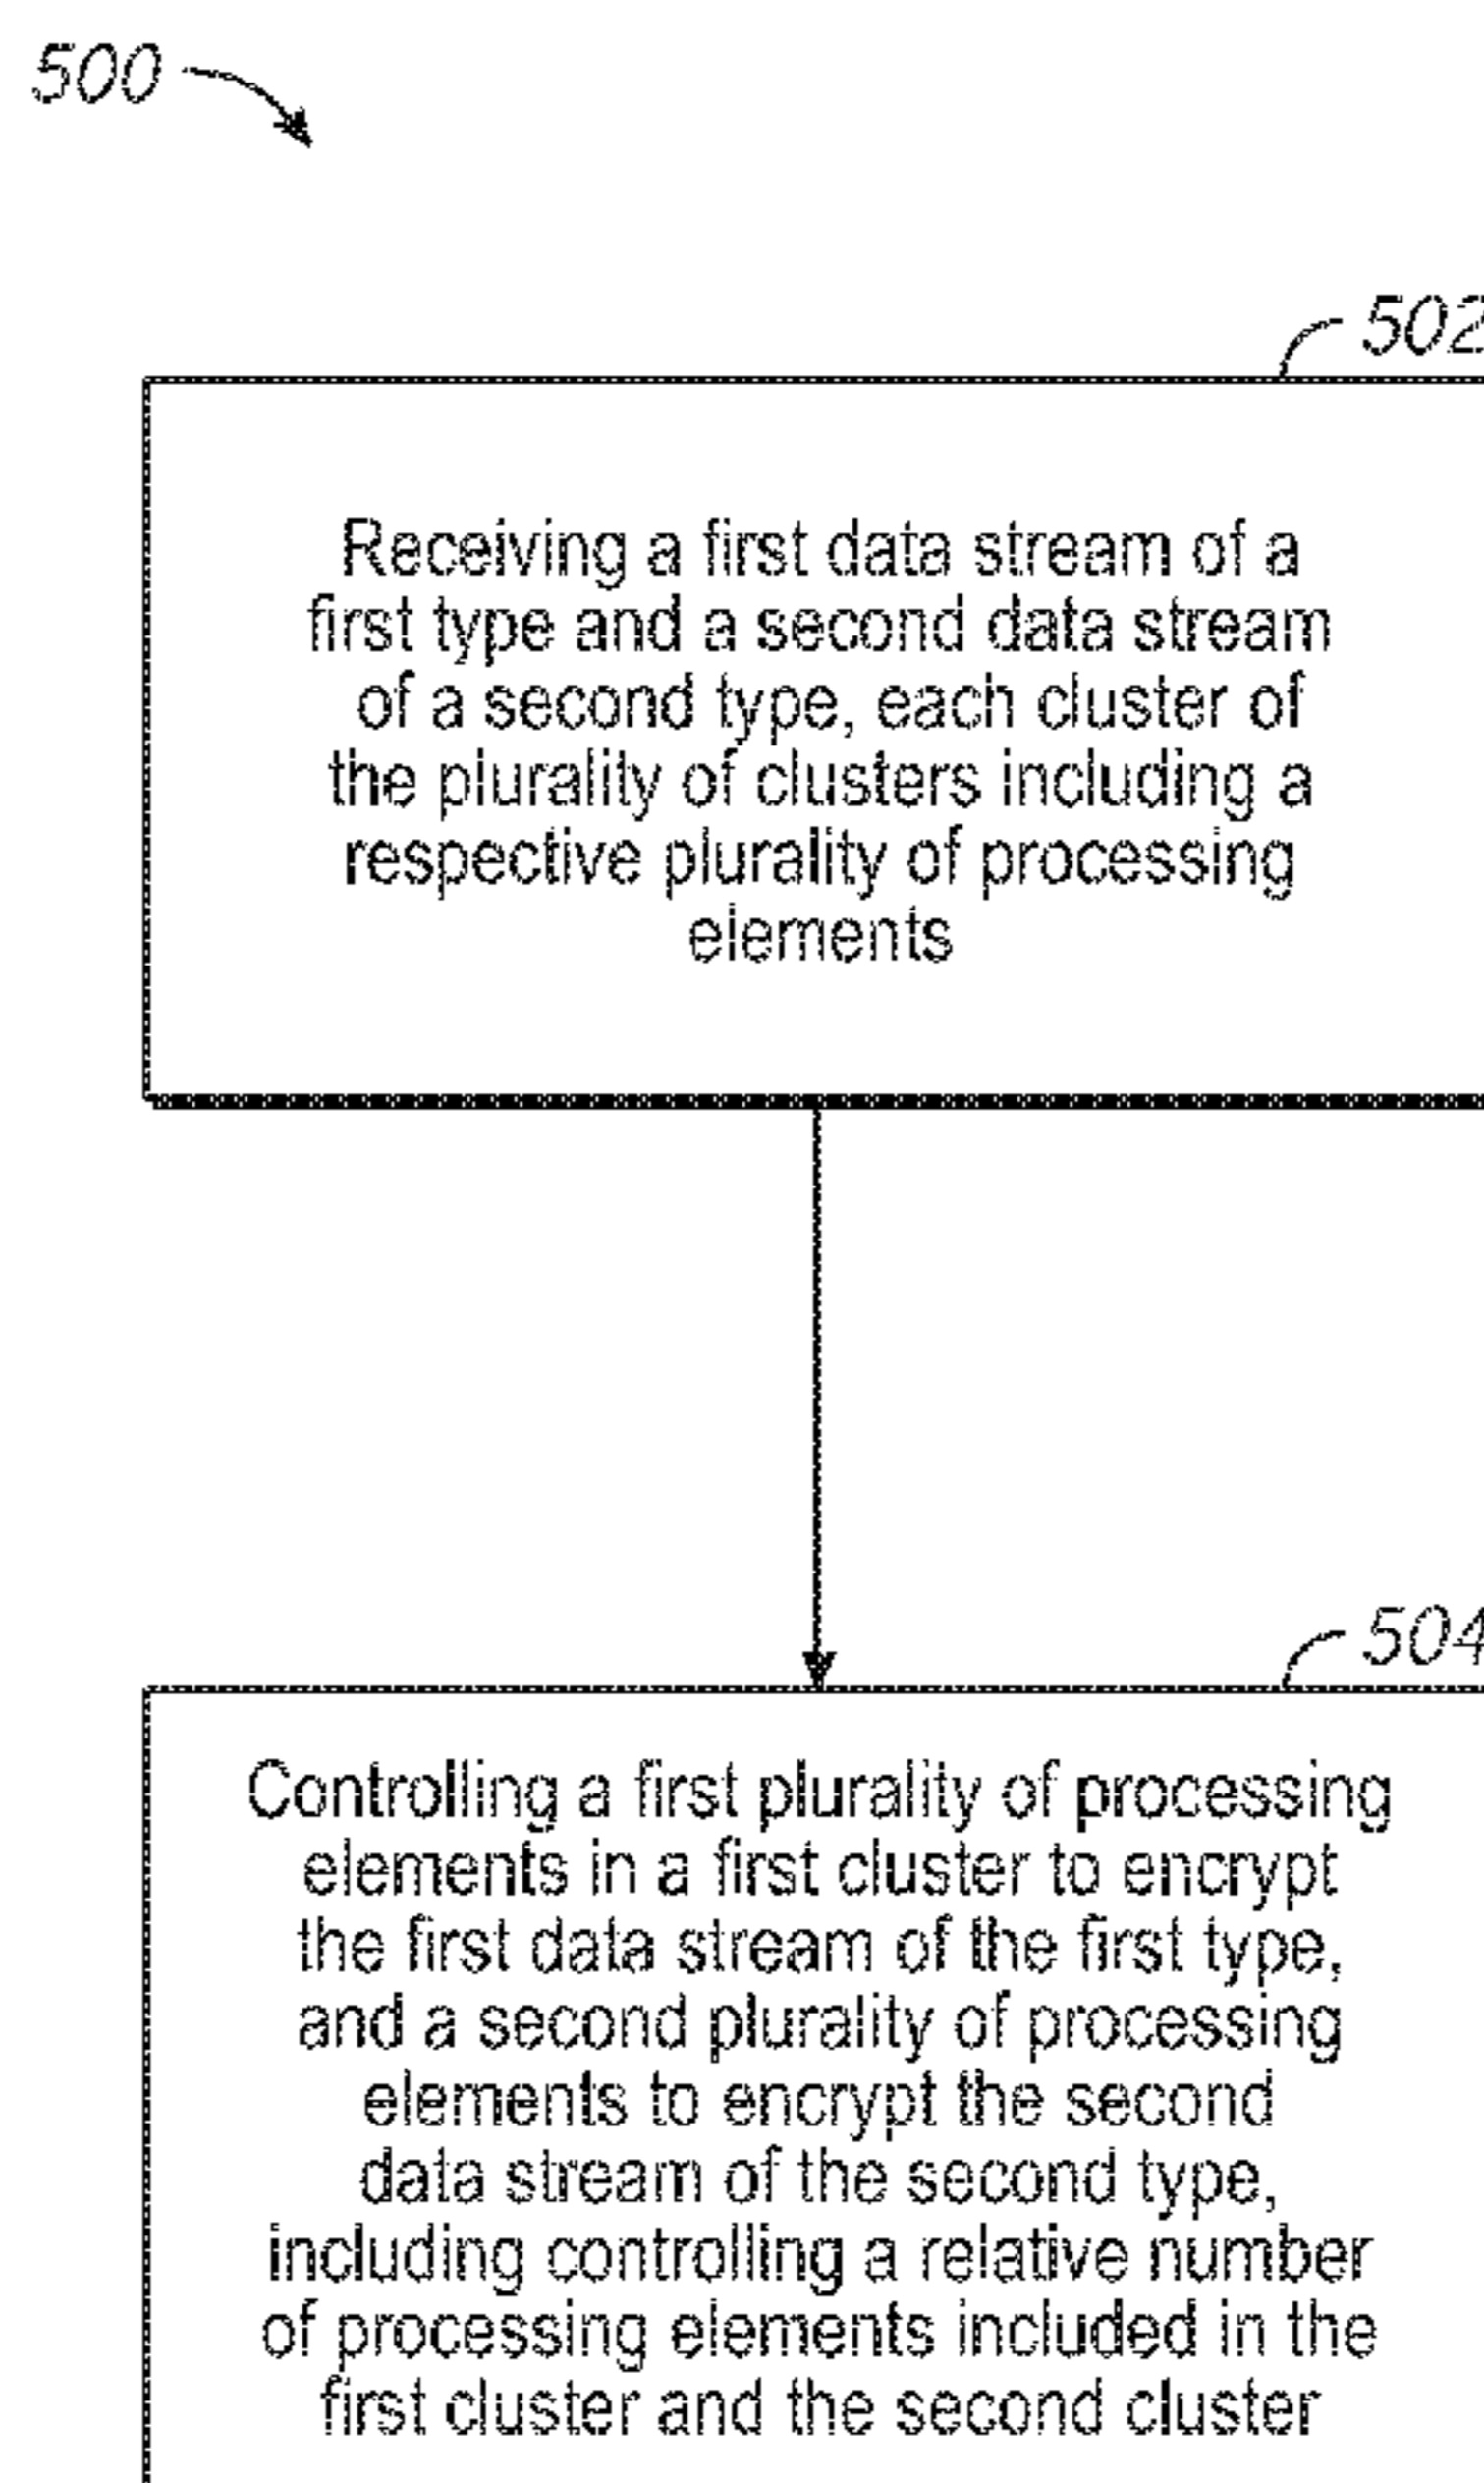 500
502
Receiving a first data stream of a
first type and a second data stream
of a second type, each cluster of
the plurality of clusters including a
respective plurality of processing
elements
504
Controlling a first plurality of processing
elements in a first cluster to encrypt
the first data stream of the first type,
and a second plurality of processing
elements to encrypt the second
data stream of the second type,
including controlling a relative number
of processing elements included in the
first cluster and the second cluster